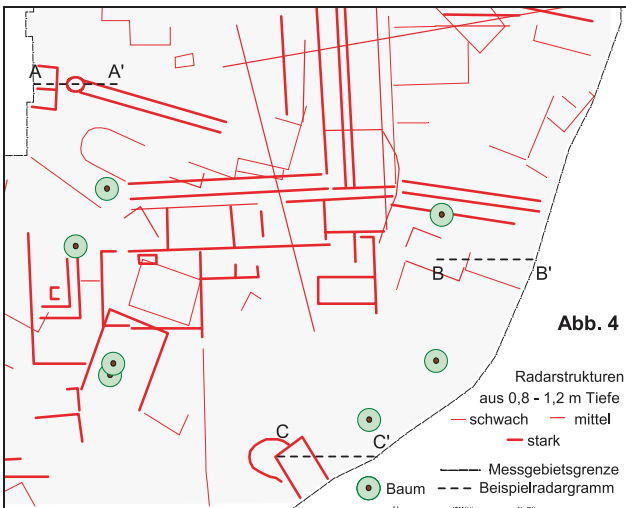 A A'
B B'
Abb. 4
Radarstrukturen
aus 0,8 - 1,2 m Tiefe
schwach mittel
stark
C C'
Messgebietsgrenze
Baum Beispielradargramm